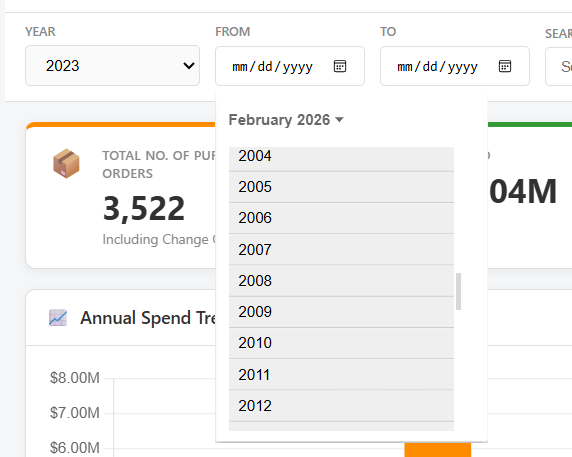 YEAR
FROM
TO
SEAR
2023
mm/dd/yyyy
mm/dd/yyyy
February 2026
2004
2005
2006
2007
2008
2009
2010
2011
2012
TOTAL NO. OF PUR
ORDERS
3,522
Including Change
04M
Annual Spend Tre
$8.00M
$7.00M
$6.00M